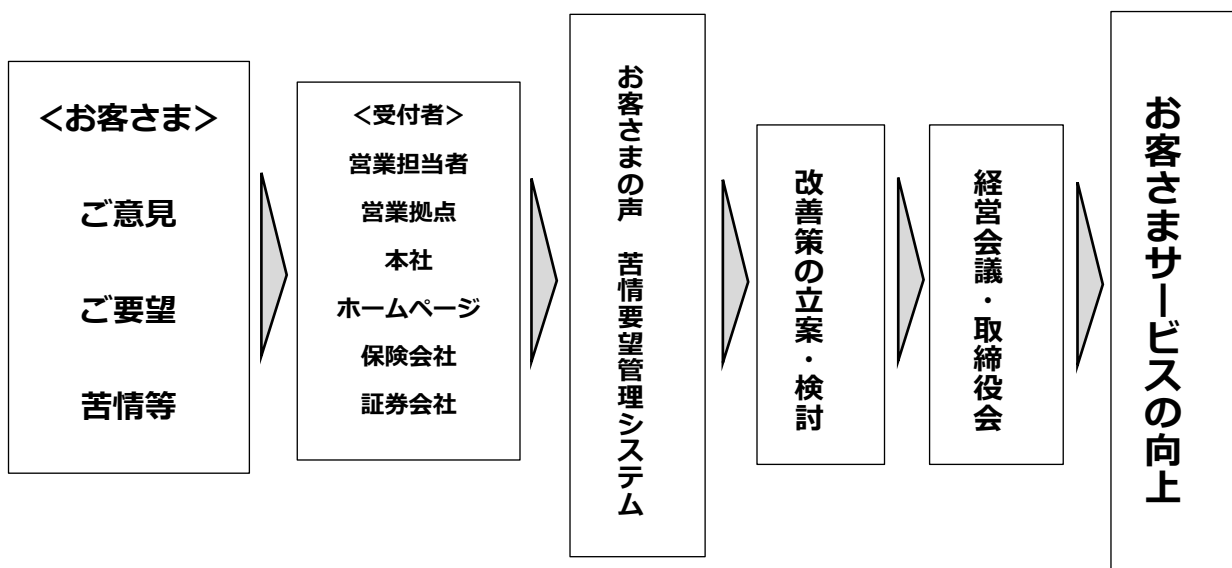 <お客さま>
ご意見
ご要望
苦情等
<受付者>
営業担当者
営業拠点
本社
ホームページ
保険会社
証券会社
お客さまの声　苦情要望管理システム
改善策の立案・検討
経営会議・取締役会
お客さまサービスの向上